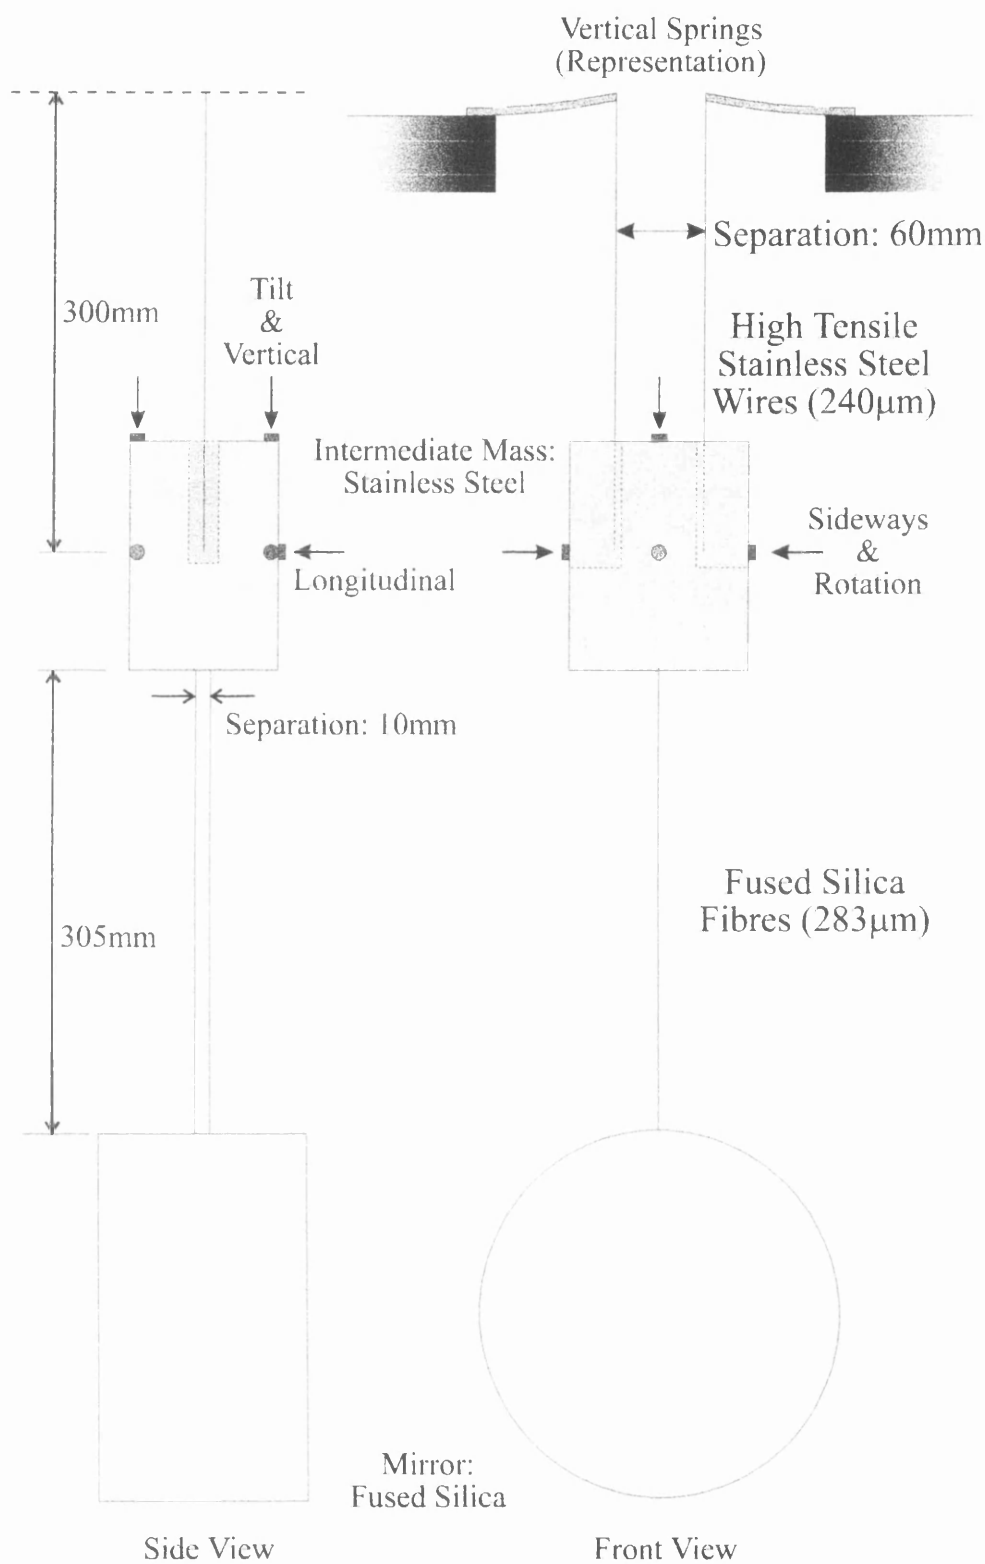 Vertical Springs
(Representation)
Separation: 60mm
300mm
Tilt
&
Vertical
High Tensile
Stainless Steel
Wires (240µm)
Intermediate Mass:
Stainless Steel
Sideways
&
Rotation
Longitudinal
Separation: 10mm
Fused Silica
Fibres (283µm)
305mm
Mirror:
Fused Silica
Side View
Front View